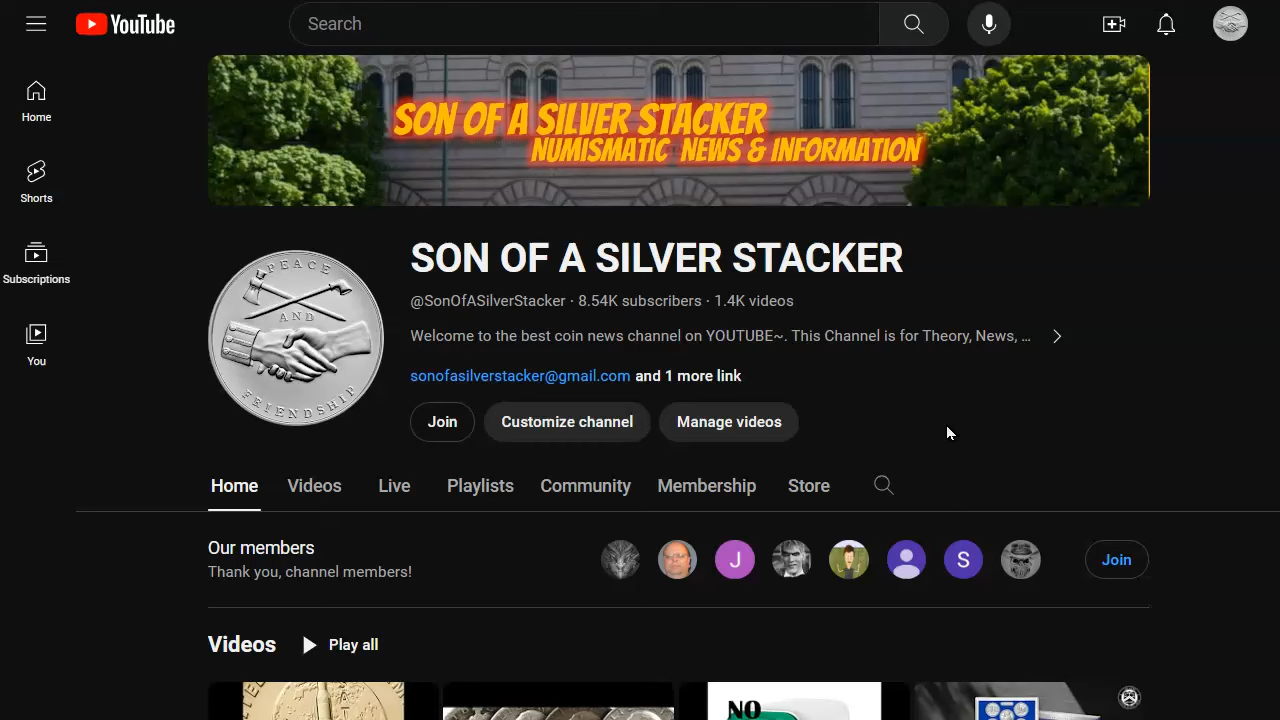 YouTube
Search
Home
Shorts
Subscriptions
You
SON OF A SILVER STACKER
NUMISMATIC NEWS & INFORMATION
PEACE
AND
FRIENDSHIP
SON OF A SILVER STACKER
@SonOfASilverStacker · 8.54K subscribers · 1.4K videos
Welcome to the best coin news channel on YOUTUBE~. This Channel is for Theory, News, ...
sonofasilverstacker@gmail.com and 1 more link
Join Customize channel Manage videos
Home Videos Live Playlists Community Membership Store
Our members
Thank you, channel members!
J
S
Join
Videos Play all
NO